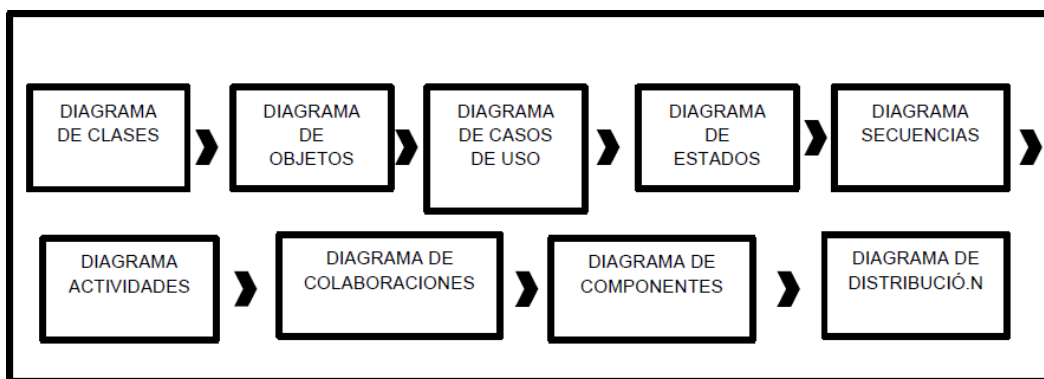 DIAGRAMA
DE CLASES
DIAGRAMA
DE
OBJETOS
DIAGRAMA
DE CASOS
DE USO
DIAGRAMA
DE
ESTADOS
DIAGRAMA
SECUENCIAS
DIAGRAMA
ACTIVIDADES
DIAGRAMA DE
COLABORACIONES
DIAGRAMA DE
COMPONENTES
DIAGRAMA DE
DISTRIBUCIÓ.N